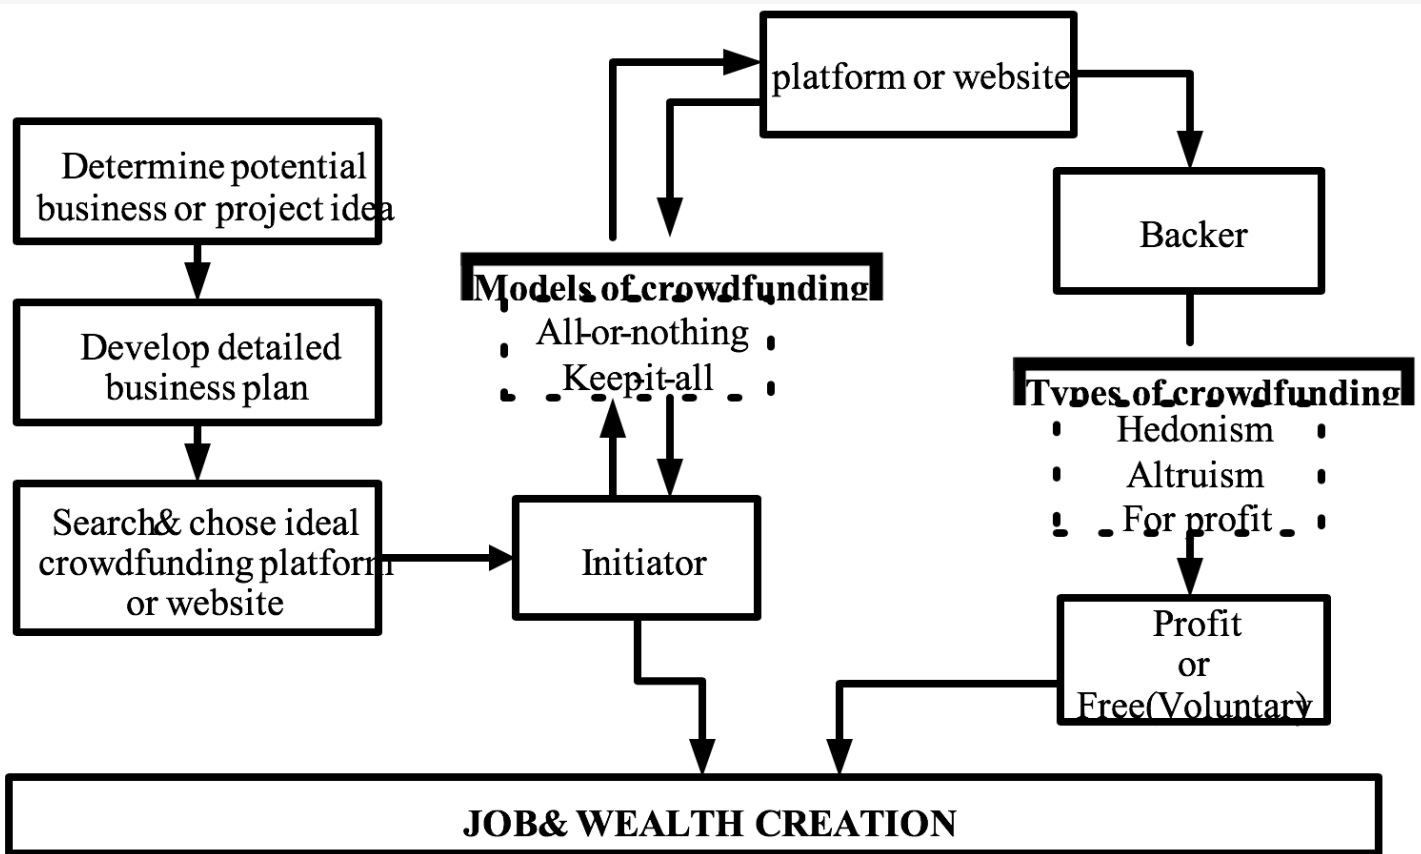 platform or website
Determine potential
business or project idea
Backer
Models of crowdfunding
All-or-nothing
Keep-it-all
Develop detailed
business plan
Types of crowdfunding
Hedonism
Altruism
For profit
Search& chose ideal
crowdfunding platform
or website
Initiator
Profit
or
Free(Voluntary)
JOB& WEALTH CREATION